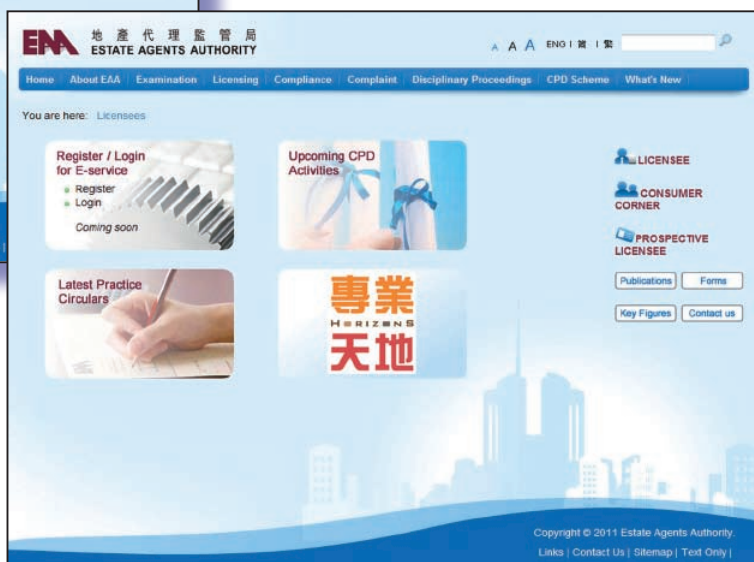 EAA 地產代理監管局
ESTATE AGENTS AUTHORITY
A A A ENG | 簡 | 繁
Home About EAA Examination Licensing Compliance Complaint Disciplinary Proceedings CPD Scheme What's New
You are here: Licensees
Register / Login
for E-service
Register
Login
Coming soon
Upcoming CPD
Activities
Latest Practice
Circulars
專業
HORIZONS
天地
LICENSEE
CONSUMER
CORNER
PROSPECTIVE
LICENSEE
Publications Forms
Key Figures Contact us
Copyright © 2011 Estate Agents Authority.
Links | Contact Us | Sitemap | Text Only |